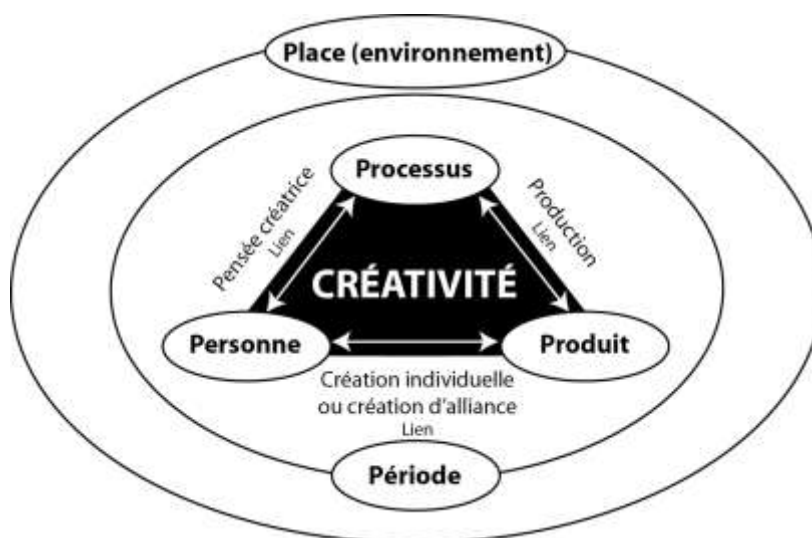 Place (environnement)
Processus
Pensée créatrice
Lien
Production
Lien
CRÉATIVITÉ
Personne
Produit
Création individuelle
ou création d'alliance
Lien
Période